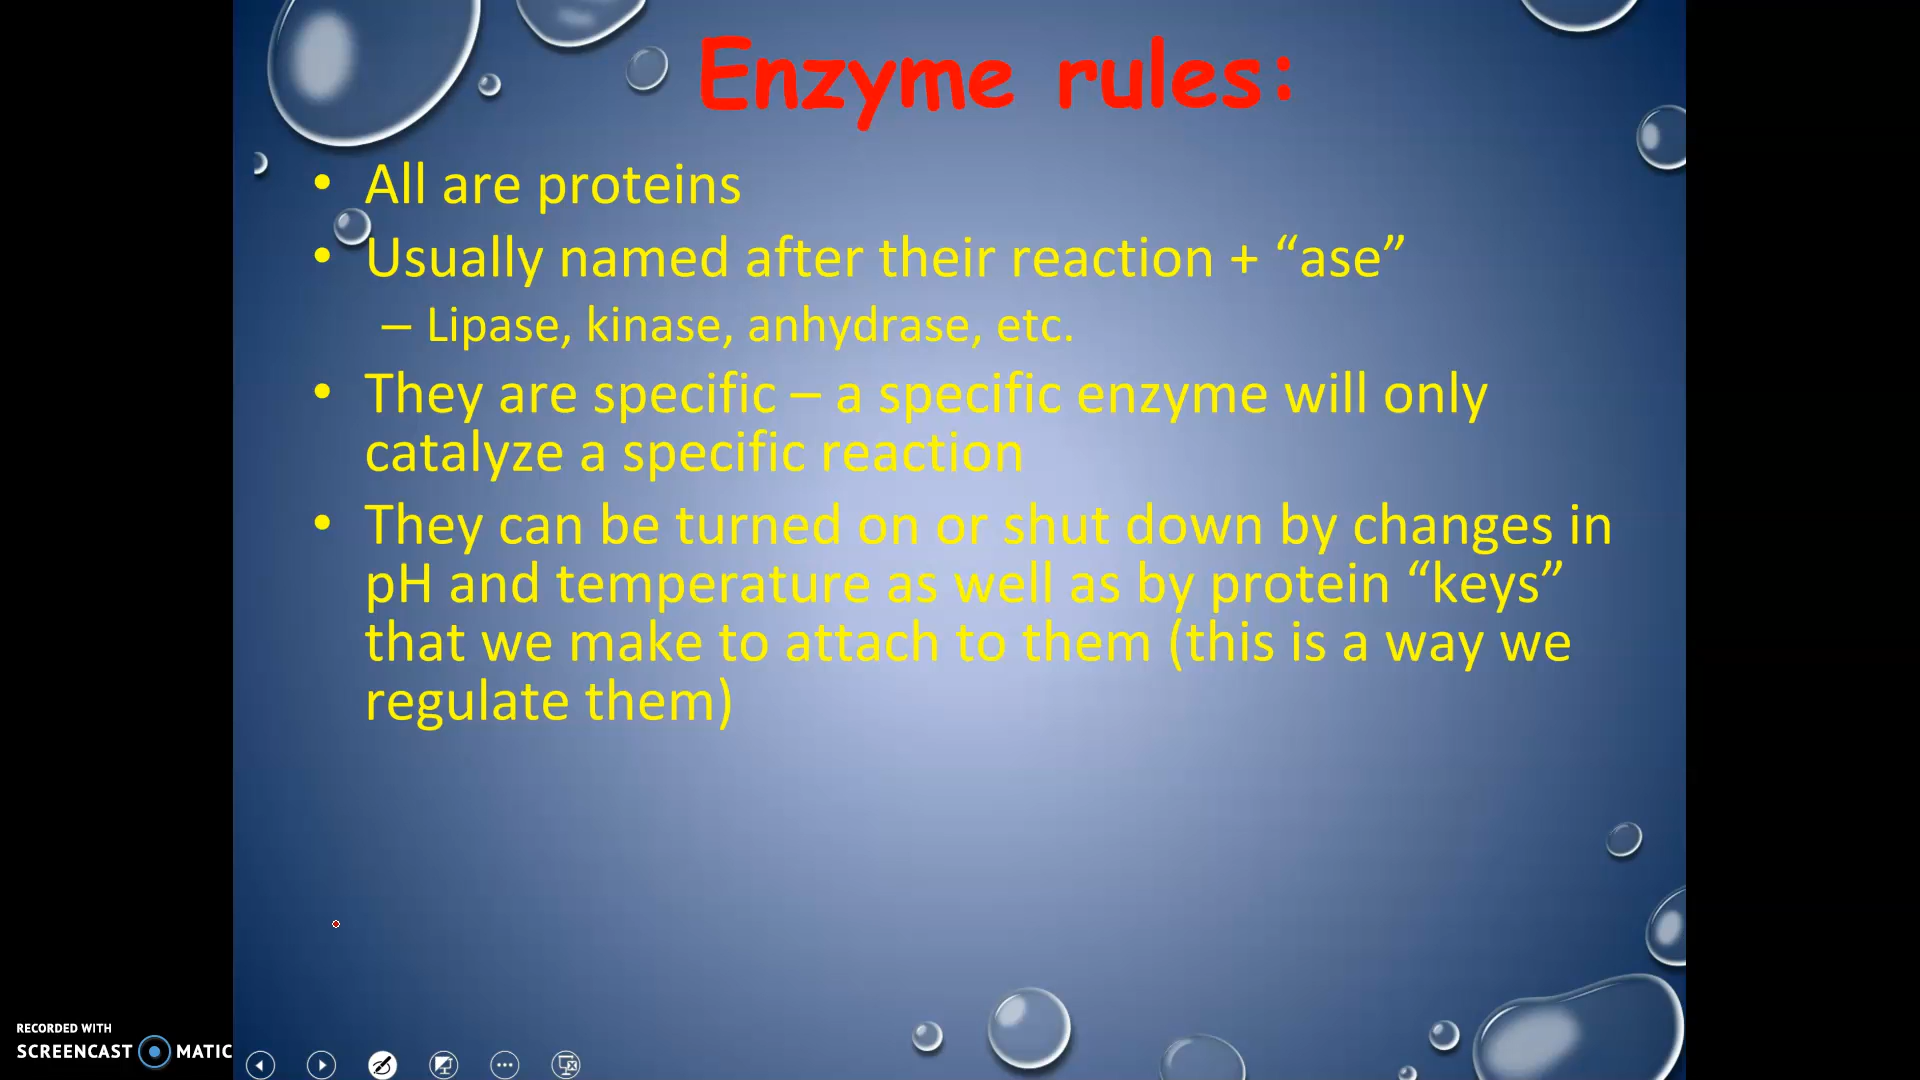 Enzyme rules:
• All are proteins
• Usually named after their reaction + “ase”
– Lipase, kinase, anhydrase, etc.
• They are specific – a specific enzyme will only
catalyze a specific reaction
• They can be turned on or shut down by changes in
pH and temperature as well as by protein “keys”
that we make to attach to them (this is a way we
regulate them)
RECORDED WITH
SCREENCAST MATIC